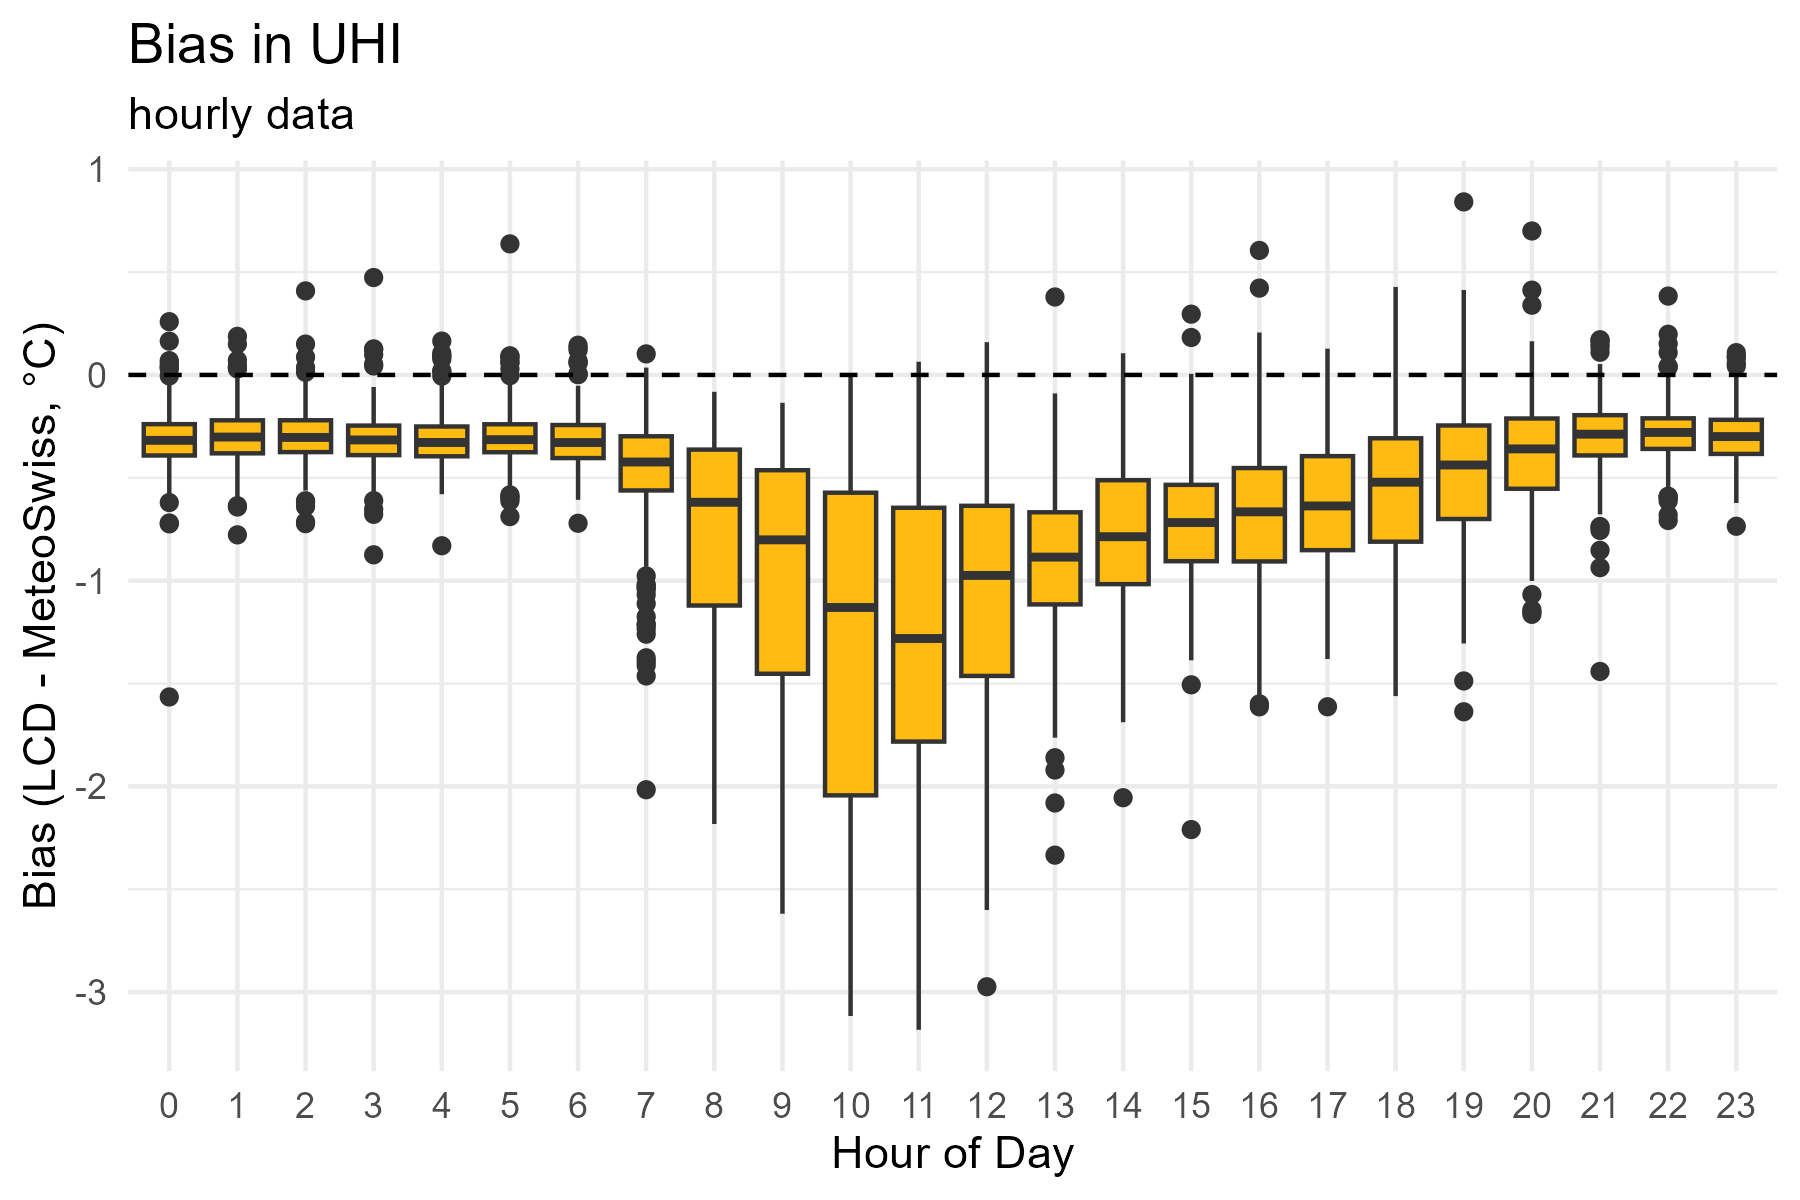 Bias in UHI
hourly data
Bias (LCD - MeteoSwiss, °C)
1
0
-1
-2
-3
0 1 2 3 4 5 6 7 8 9 10 11 12 13 14 15 16 17 18 19 20 21 22 23
Hour of Day